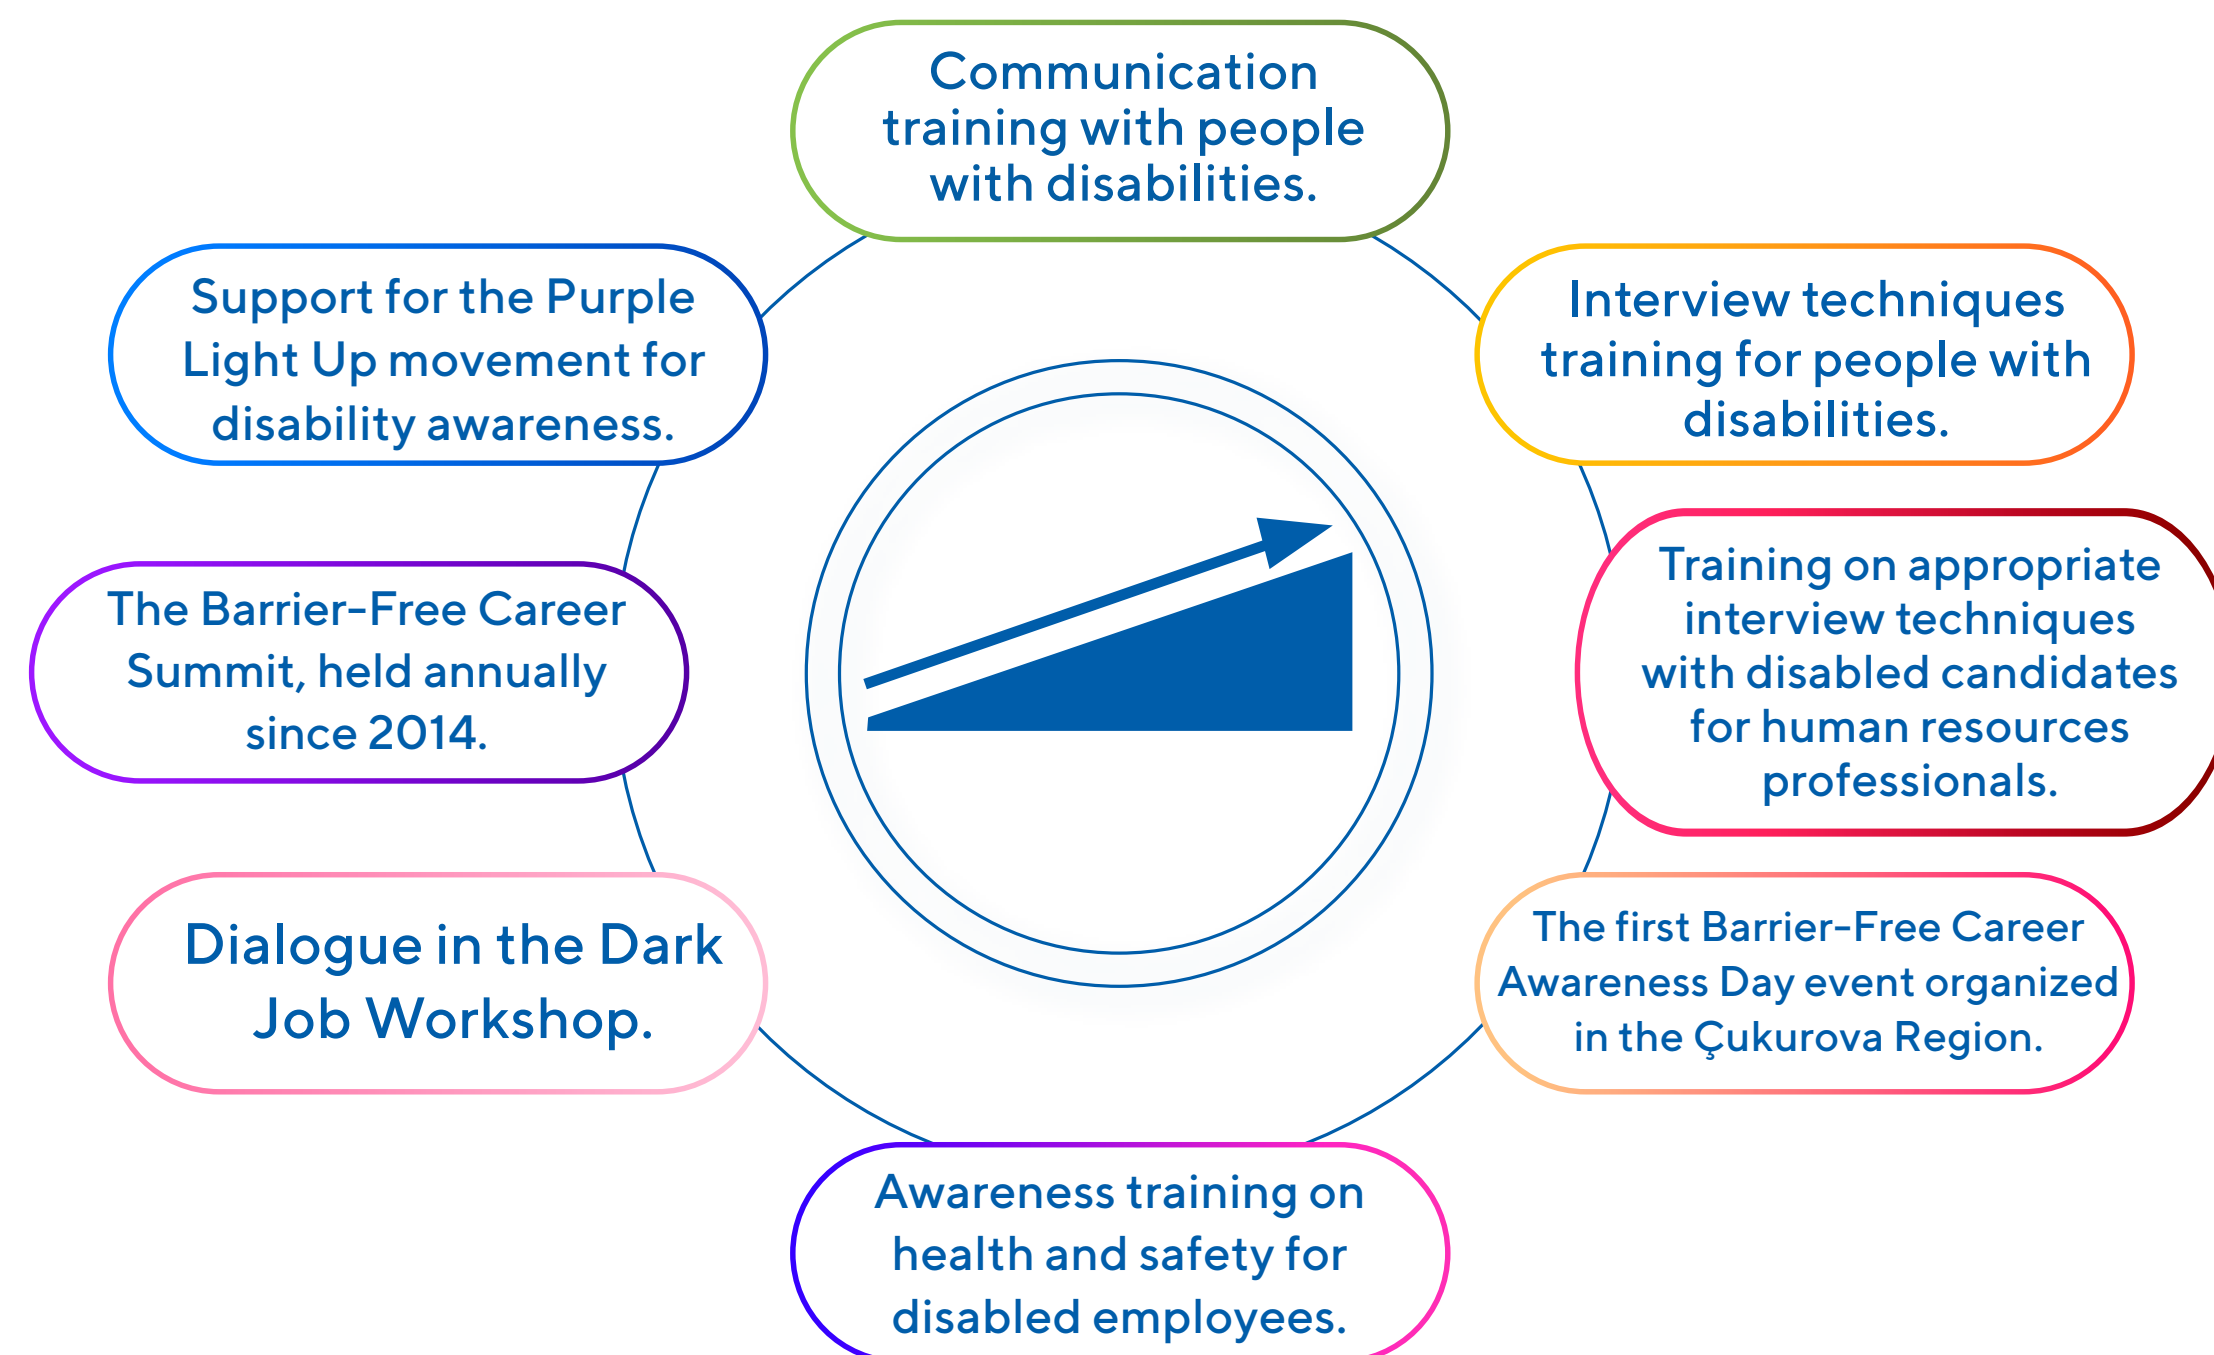 Communication
training with people
with disabilities.
Interview techniques
training for people with
disabilities.
Training on appropriate
interview techniques
with disabled candidates
for human resources
professionals.
The first Barrier-Free Career
Awareness Day event organized
in the Çukurova Region.
Awareness training on
health and safety for
disabled employees.
Dialogue in the Dark
Job Workshop.
The Barrier-Free Career
Summit, held annually
since 2014.
Support for the Purple
Light Up movement for
disability awareness.